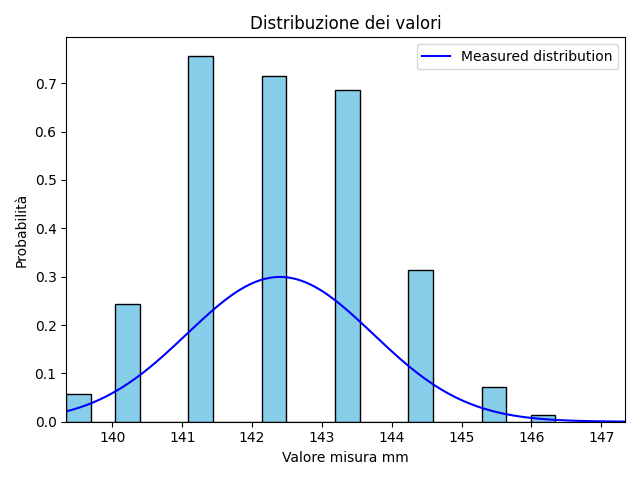 Distribuzione dei valori
Measured distribution
Probabilità
0.7
0.6
0.5
0.4
0.3
0.2
0.1
0.0
140 141 142 143 144 145 146 147
Valore misura mm